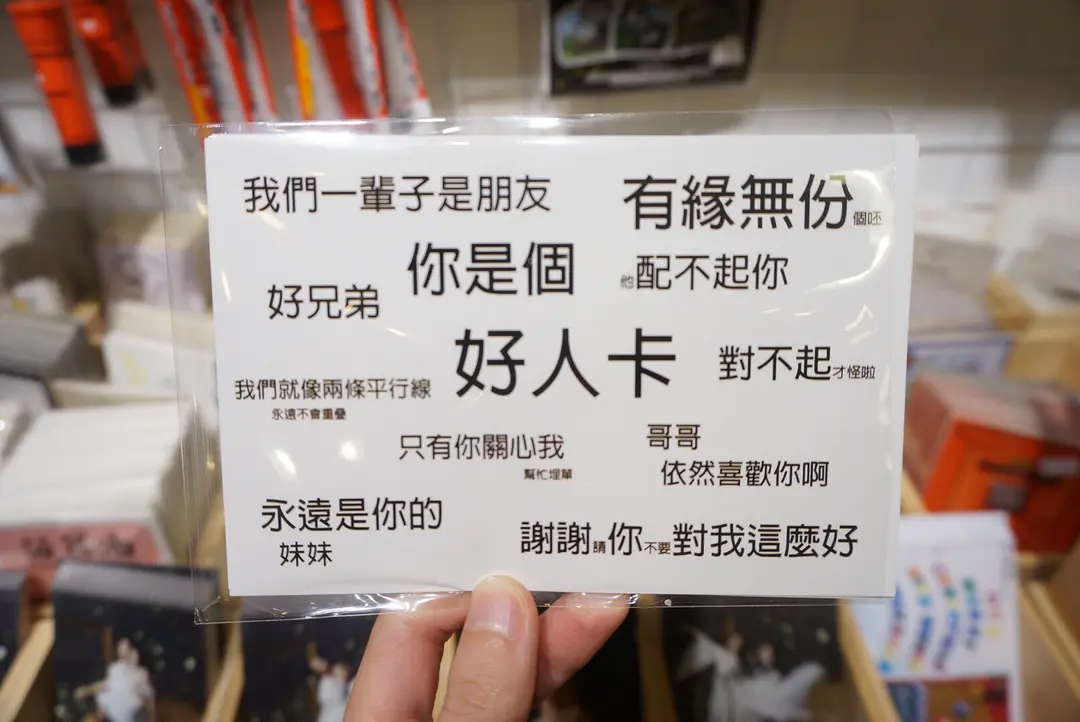 我們一輩子是朋友
有緣無份個呸
你是個
他配不起你
好兄弟
好人卡
對不起才怪啦
我們就像兩條平行線
永遠不會重疊
只有你關心我
幫忙埋單
哥哥
依然喜歡你啊
永遠是你的
妹妹
謝謝請你不要對我這麼好